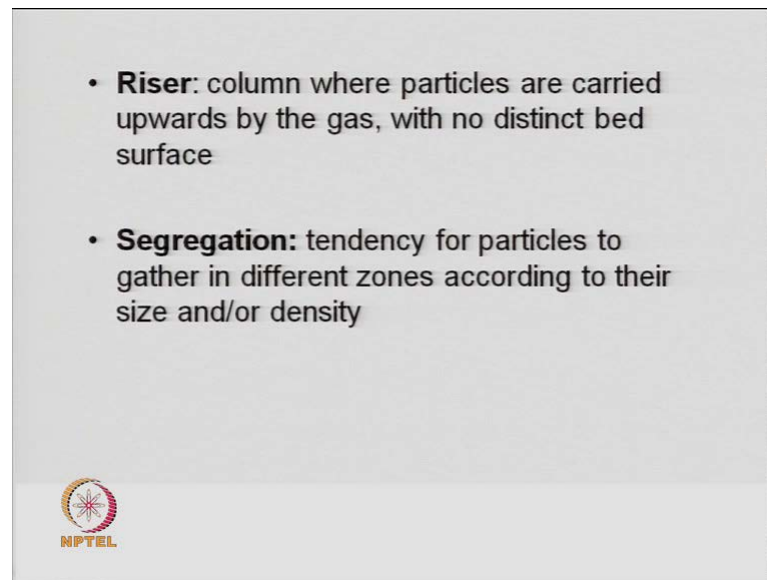 • Riser: column where particles are carried
upwards by the gas, with no distinct bed
surface
• Segregation: tendency for particles to
gather in different zones according to their
size and/or density
NPTEL